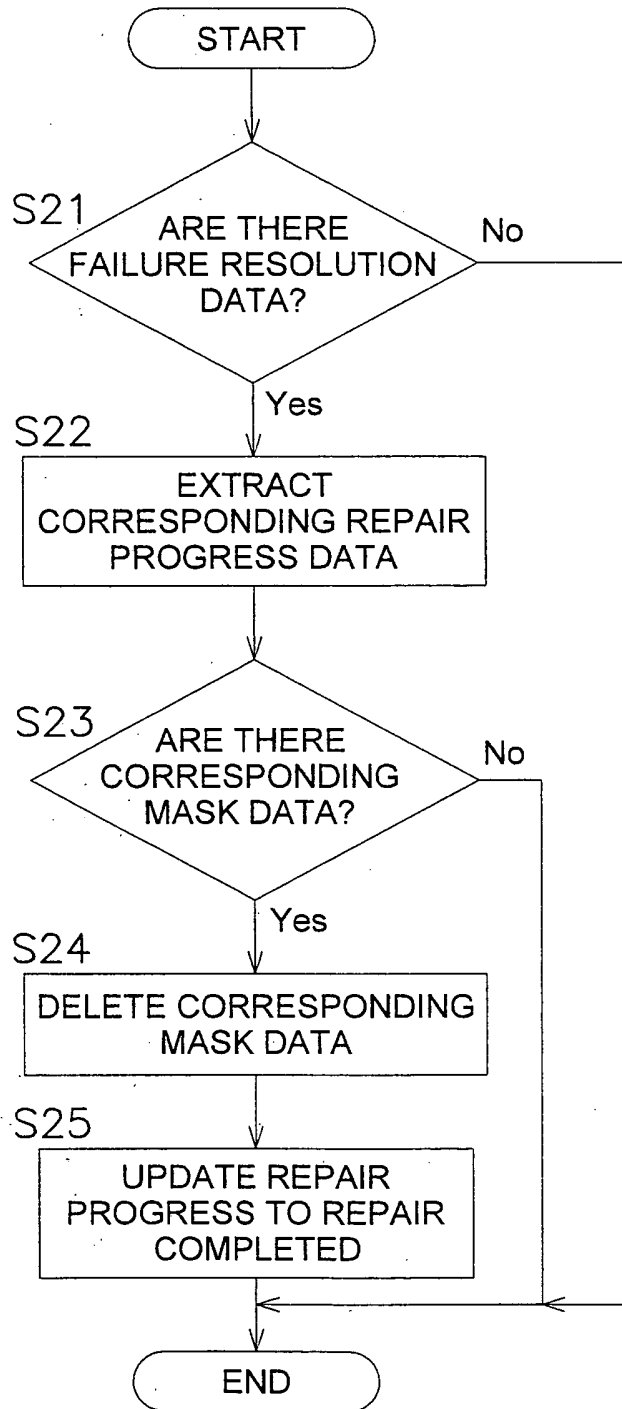 START
S21
ARE THERE
FAILURE RESOLUTION
DATA?
No
Yes
S22
EXTRACT
CORRESPONDING REPAIR
PROGRESS DATA
S23
ARE THERE
CORRESPONDING
MASK DATA?
No
Yes
S24
DELETE CORRESPONDING
MASK DATA
S25
UPDATE REPAIR
PROGRESS TO REPAIR
COMPLETED
END